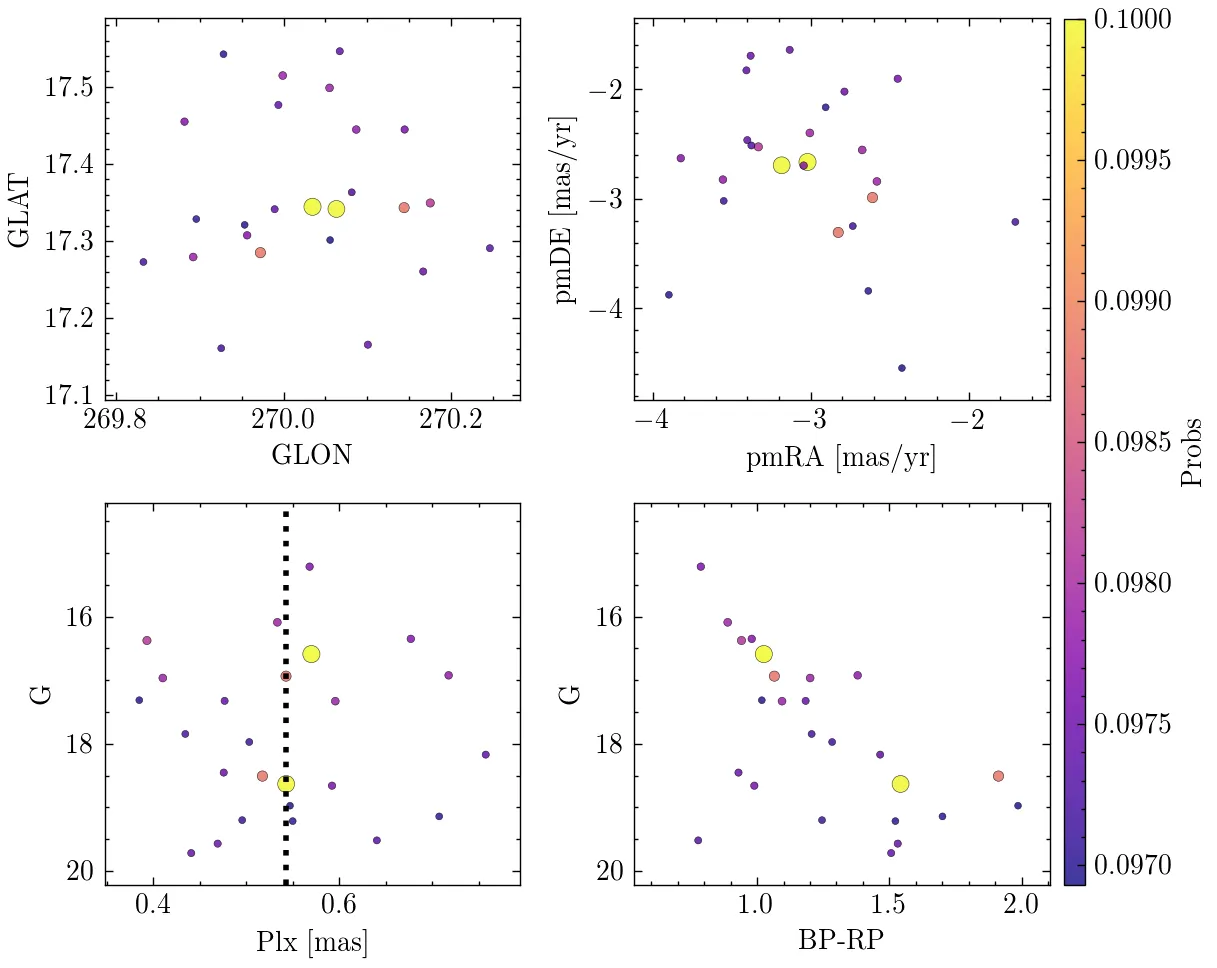 17.5
17.4
17.3
17.2
17.1
GLAT
269.8 270.0 270.2
GLON
−2
−3
−4
pmDE [mas/yr]
−4 −3 −2
pmRA [mas/yr]
0.1000
0.0995
0.0990
0.0985
0.0980
0.0975
0.0970
Probs
16
18
20
G
0.4 0.6
Plx [mas]
16
18
20
G
1.0 1.5 2.0
BP-RP